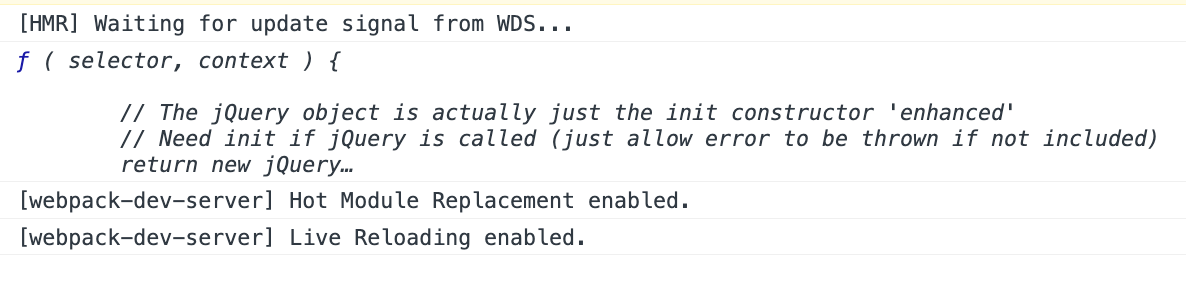 [HMR] Waiting for update signal from WDS...
ƒ ( selector, context ) {
// The jQuery object is actually just the init constructor 'enhanced'
// Need init if jQuery is called (just allow error to be thrown if not included)
return new jQuery…
[webpack-dev-server] Hot Module Replacement enabled.
[webpack-dev-server] Live Reloading enabled.